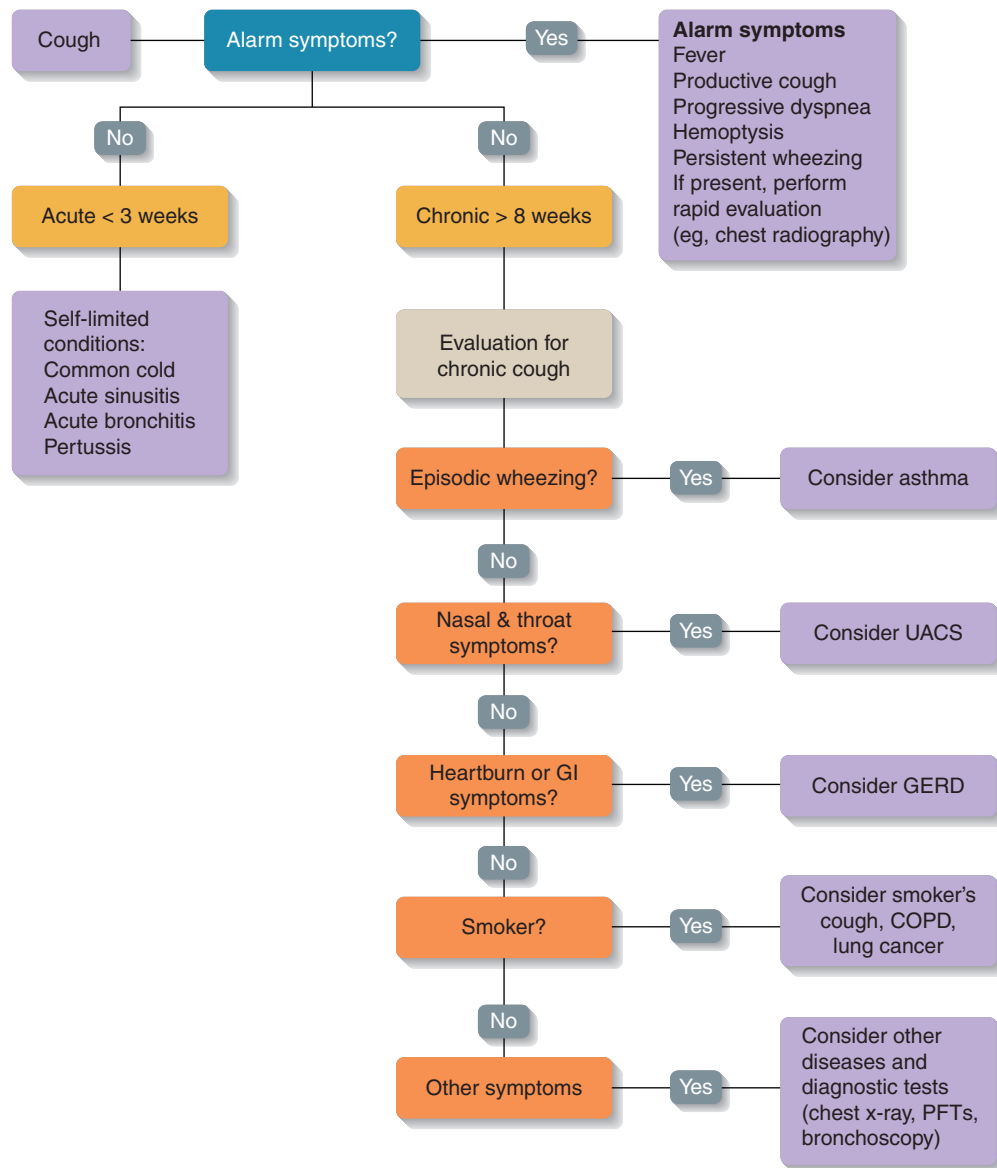 Cough
Alarm symptoms?
Yes
Alarm symptoms
Fever
Productive cough
Progressive dyspnea
Hemoptysis
Persistent wheezing
If present, perform
rapid evaluation
(eg, chest radiography)
No
No
Acute < 3 weeks
Chronic > 8 weeks
Self-limited
conditions:
Common cold
Acute sinusitis
Acute bronchitis
Pertussis
Evaluation for
chronic cough
Episodic wheezing?
Yes
Consider asthma
No
Nasal & throat
symptoms?
Yes
Consider UACS
No
Heartburn or GI
symptoms?
Yes
Consider GERD
No
Smoker?
Yes
Consider smoker's
cough, COPD,
lung cancer
No
Other symptoms
Yes
Consider other
diseases and
diagnostic tests
(chest x-ray, PFTs,
bronchoscopy)